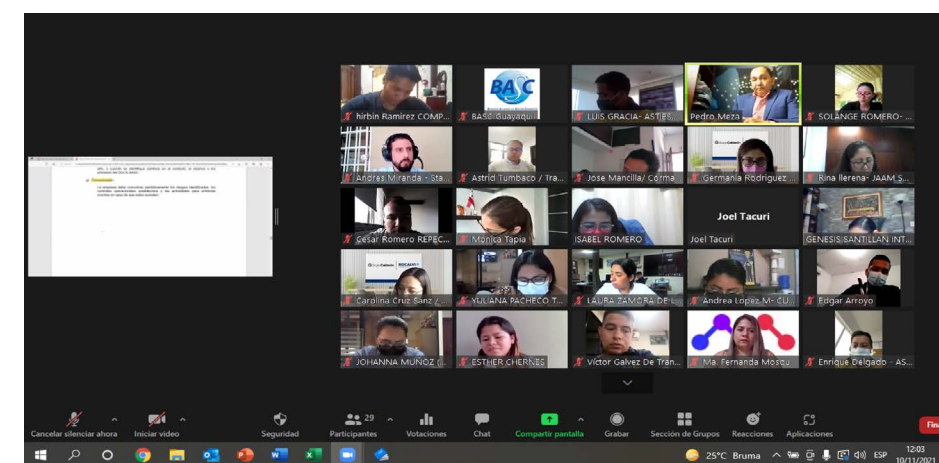 Comunicación
hirbin Ramirez COMP...
BASC
BASC Guayaquil
LUIS GRACIA- ASTJES...
Pedro Meza
SOLANGE ROMERO- ...
Andres Miranda - Sta...
Astrid Tumbaco / Tra...
Jose Mancilla/ Corma
Germania Rodriguez ...
Rina llerena- JAAM S...
Cesar Romero REPEC...
Monica Tapia
ISABEL ROMERO
Joel Tacuri
Joel Tacuri
GENESIS SANTILLAN INT...
Carolina Cruz Sanz / ...
YULIANA PACHECO T...
LAURA ZAMORA DE L...
Andrea Lopez M- CU...
Edgar Arroyo
JOHANNA MUÑOZ (...
ESTHER CHERNES
Víctor Galvez De Tran...
Ma. Fernanda Mosqu...
Enrique Delgado - AS...
Cancelar silenciar ahora
Iniciar video
Seguridad
29
Participantes
Votaciones
Chat
Compartir pantalla
Grabar
Sección de Grupos
Reacciones
Aplicaciones
Fina
25°C Bruma
ESP
12:03
10/11/2021